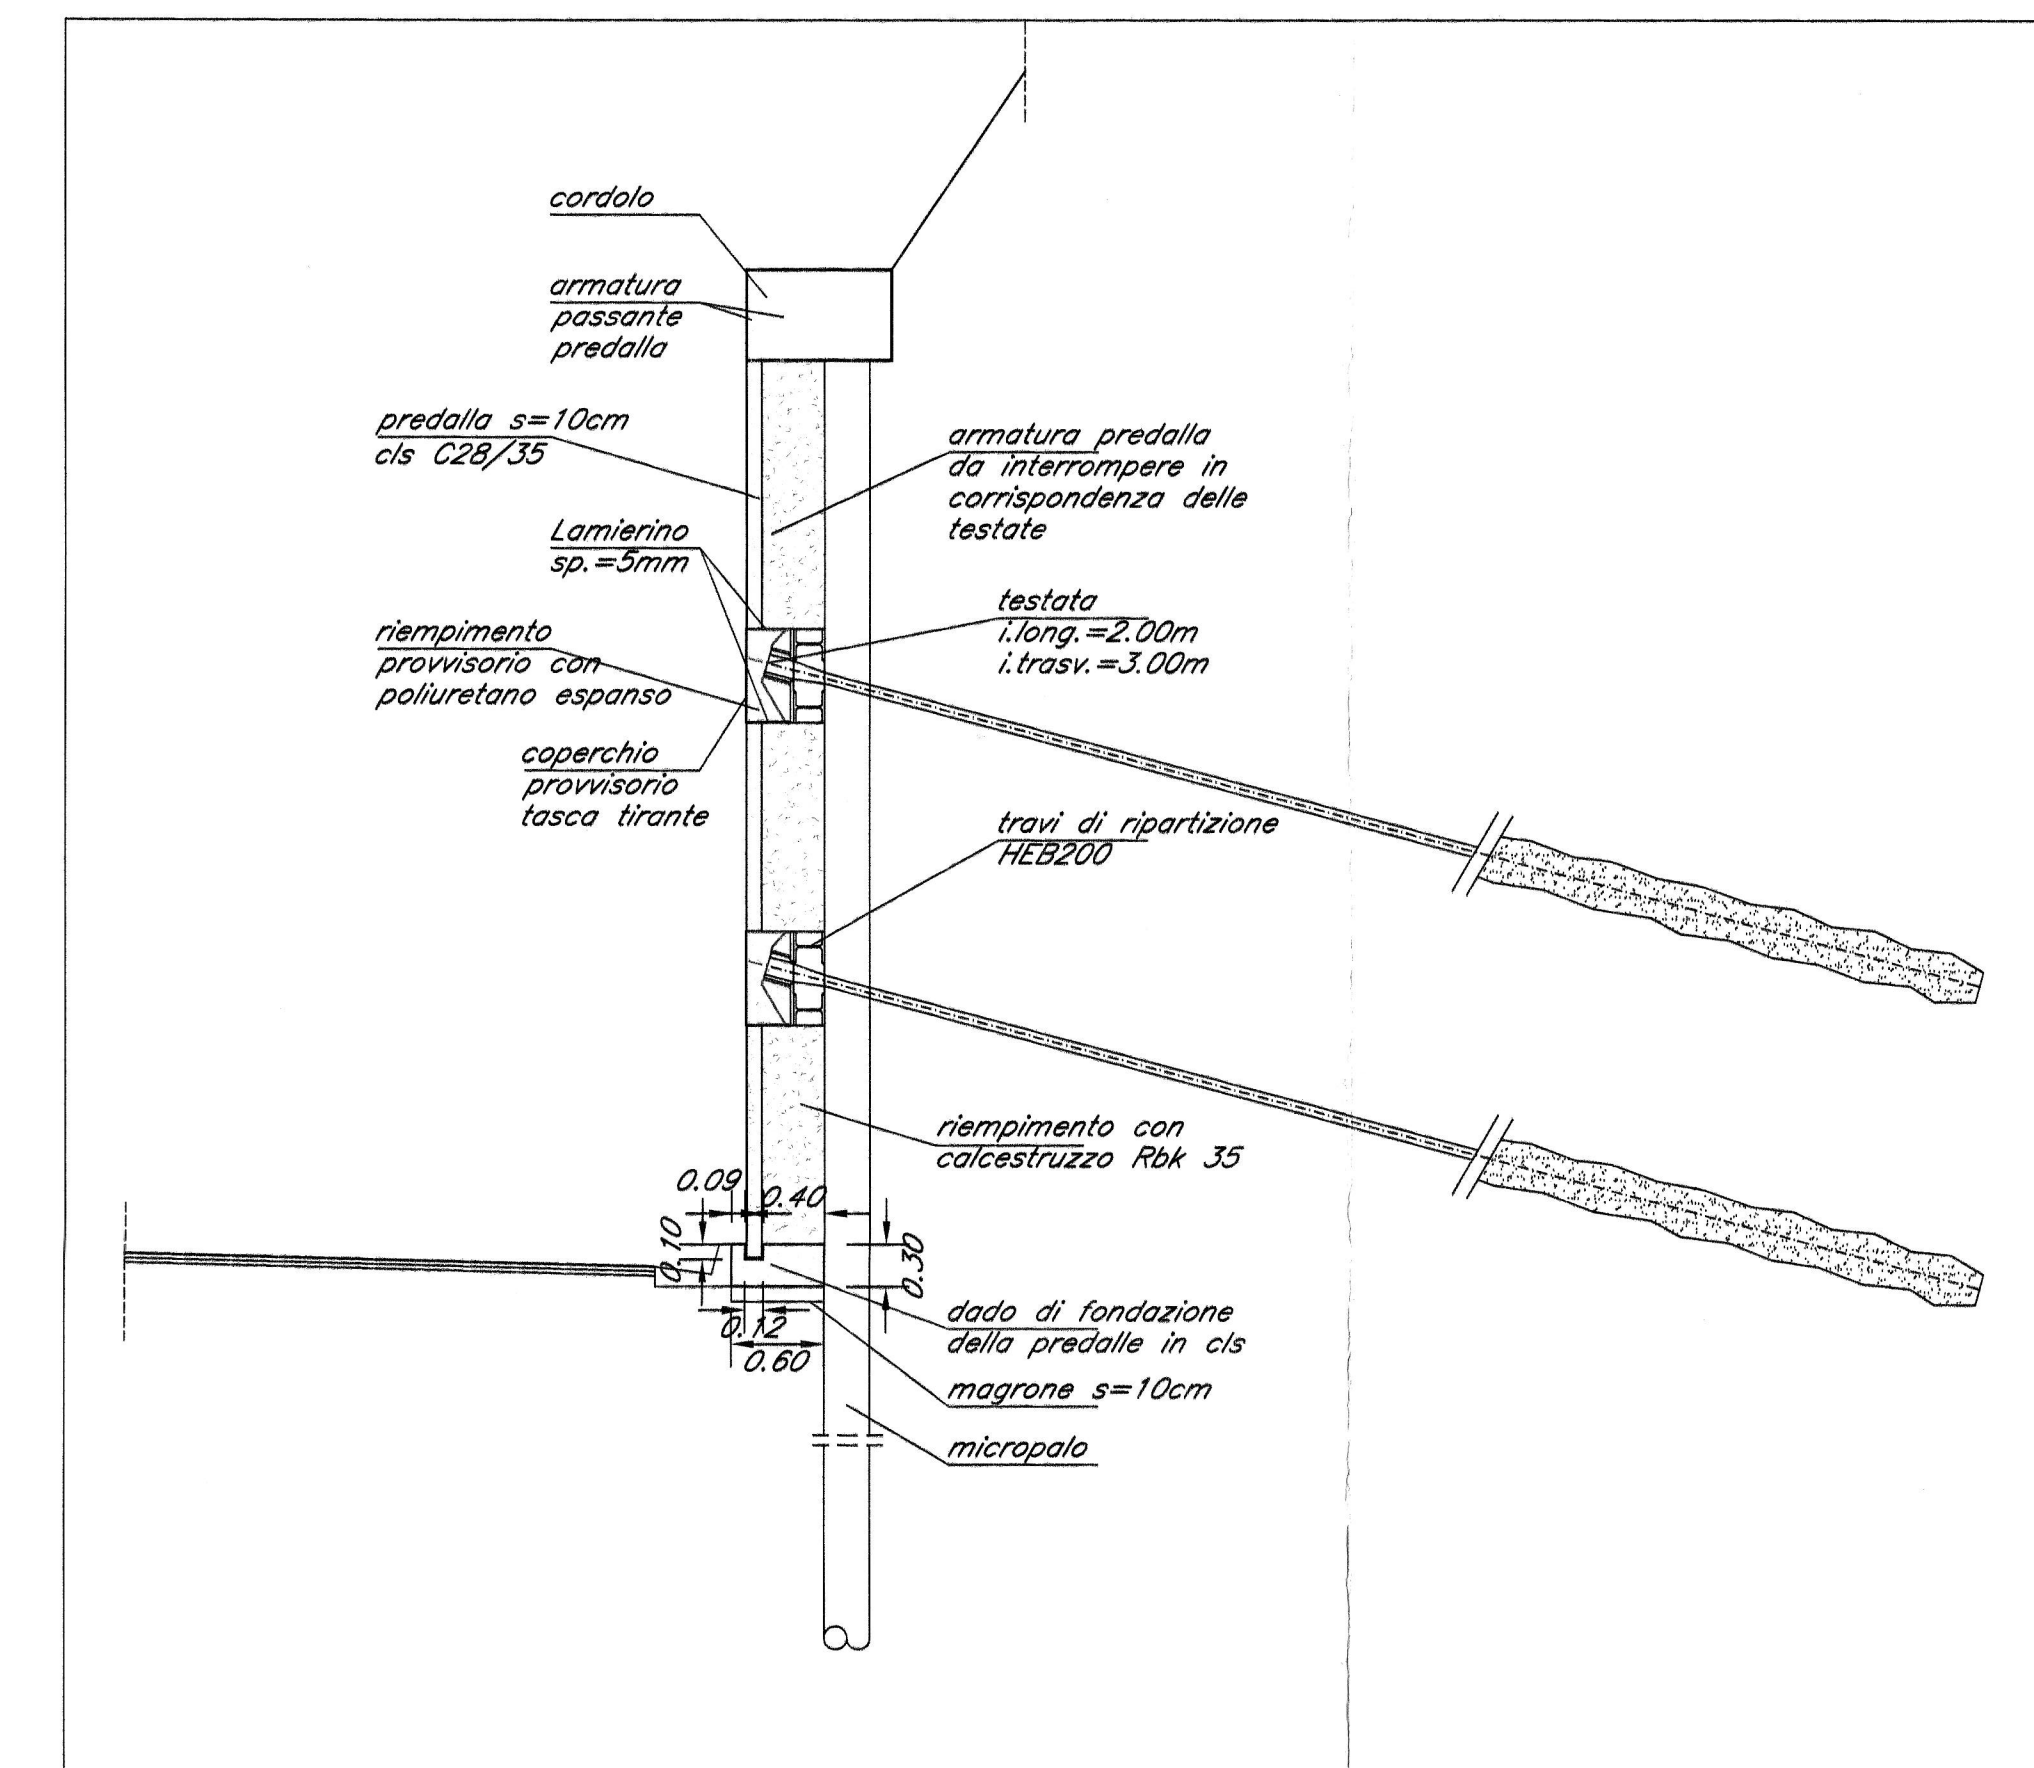 cordolo
armatura
passante
predalla
predalla s=10cm
cls C28/35
armatura predalla
da interrompere in
corrispondenza delle
testate
Lamierino
sp.=5mm
testata
i.long.=2.00m
i.trasv.=3.00m
riempimento
provvisorio con
poliuretano espanso
coperchio
provvisorio
tasca tirante
travi di ripartizione
HEB200
riempimento con
calcestruzzo Rbk 35
0.09
0.40
0.10
0.30
0.12
0.60
dado di fondazione
della predalle in cls
magrone s=10cm
micropalo